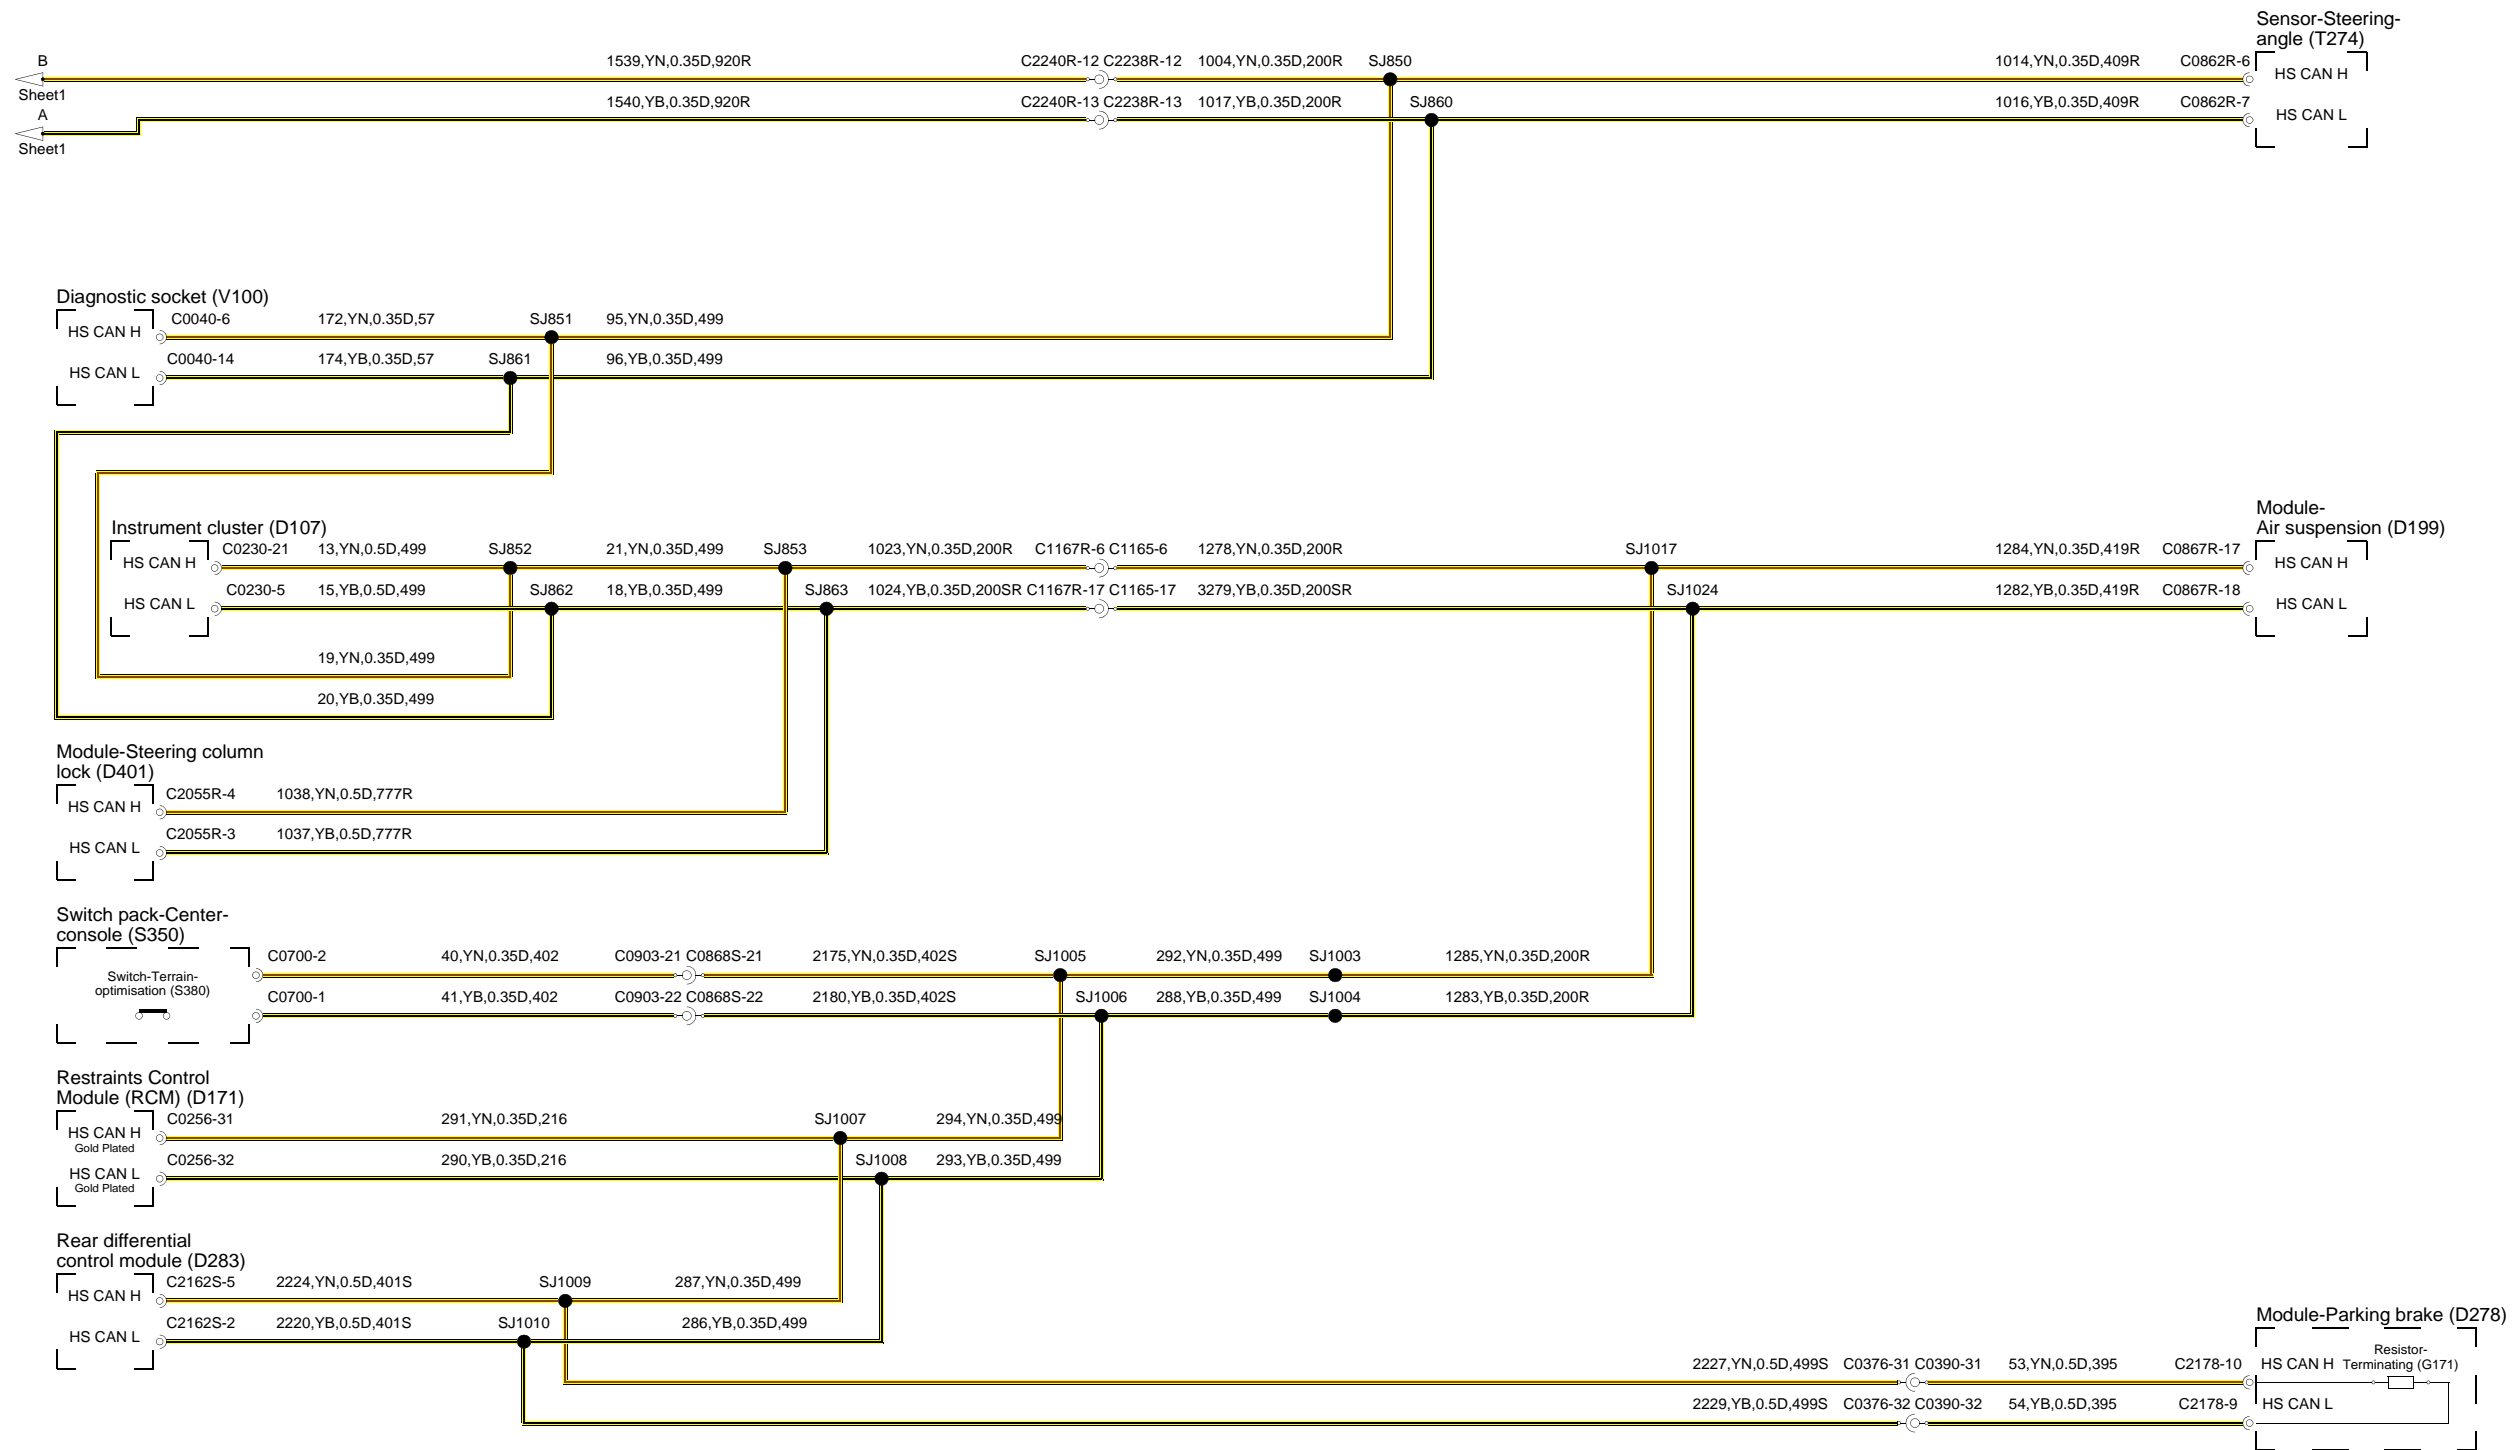 Sensor-Steering-
angle (T274)
B
1539,YN,0.35D,920R
C2240R-12 C2238R-12
1004,YN,0.35D,200R
SJ850
1014,YN,0.35D,409R
C0862R-6
HS CAN H
Sheet1
A
1540,YB,0.35D,920R
C2240R-13 C2238R-13
1017,YB,0.35D,200R
SJ860
1016,YB,0.35D,409R
C0862R-7
HS CAN L
Sheet1
Diagnostic socket (V100)
HS CAN H
C0040-6
172,YN,0.35D,57
SJ851
95,YN,0.35D,499
HS CAN L
C0040-14
174,YB,0.35D,57
SJ861
96,YB,0.35D,499
Instrument cluster (D107)
Module-
Air suspension (D199)
HS CAN H
C0230-21
13,YN,0.5D,499
SJ852
21,YN,0.35D,499
SJ853
1023,YN,0.35D,200R
C1167R-6 C1165-6
1278,YN,0.35D,200R
SJ1017
1284,YN,0.35D,419R
C0867R-17
HS CAN H
HS CAN L
C0230-5
15,YB,0.5D,499
SJ862
18,YB,0.35D,499
SJ863
1024,YB,0.35D,200SR
C1167R-17 C1165-17
3279,YB,0.35D,200SR
SJ1024
1282,YB,0.35D,419R
C0867R-18
HS CAN L
19,YN,0.35D,499
20,YB,0.35D,499
Module-Steering column
lock (D401)
HS CAN H
C2055R-4
1038,YN,0.5D,777R
HS CAN L
C2055R-3
1037,YB,0.5D,777R
Switch pack-Center-
console (S350)
Switch-Terrain-
optimisation (S380)
C0700-2
40,YN,0.35D,402
C0903-21 C0868S-21
2175,YN,0.35D,402S
SJ1005
292,YN,0.35D,499
SJ1003
1285,YN,0.35D,200R
C0700-1
41,YB,0.35D,402
C0903-22 C0868S-22
2180,YB,0.35D,402S
SJ1006
288,YB,0.35D,499
SJ1004
1283,YB,0.35D,200R
Restraints Control
Module (RCM) (D171)
HS CAN H
Gold Plated
C0256-31
291,YN,0.35D,216
SJ1007
294,YN,0.35D,499
HS CAN L
Gold Plated
C0256-32
290,YB,0.35D,216
SJ1008
293,YB,0.35D,499
Rear differential
control module (D283)
HS CAN H
C2162S-5
2224,YN,0.5D,401S
SJ1009
287,YN,0.35D,499
HS CAN L
C2162S-2
2220,YB,0.5D,401S
SJ1010
286,YB,0.35D,499
Module-Parking brake (D278)
2227,YN,0.5D,499S
C0376-31 C0390-31
53,YN,0.5D,395
C2178-10
HS CAN H
Resistor-
Terminating (G171)
2229,YB,0.5D,499S
C0376-32 C0390-32
54,YB,0.5D,395
C2178-9
HS CAN L